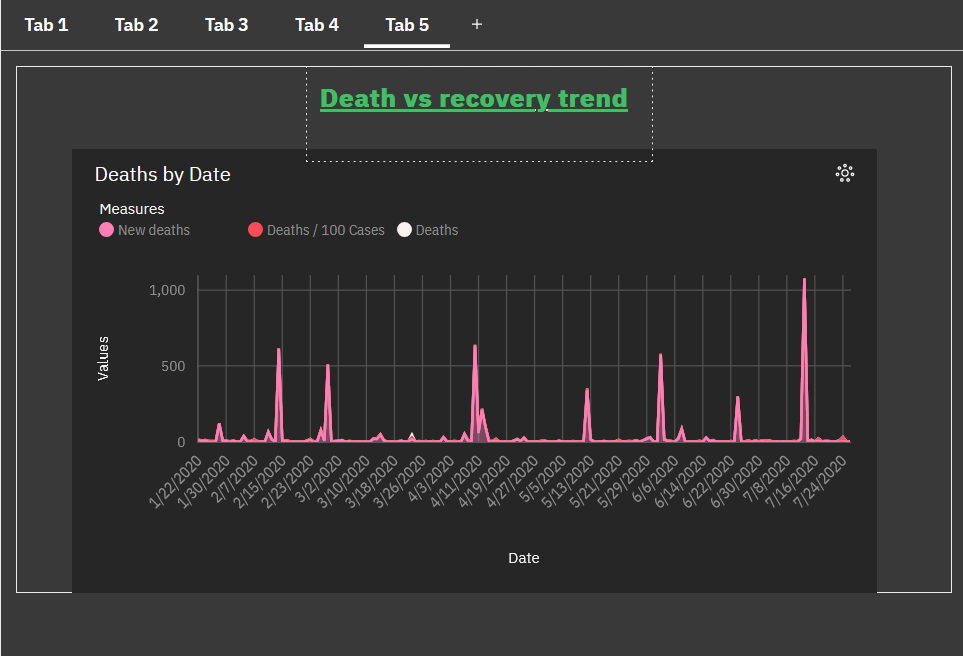 Tab 1 Tab 2 Tab 3 Tab 4 Tab 5 +
Death vs recovery trend
Deaths by Date
Measures
New deaths Deaths / 100 Cases Deaths
1,000
500
0
Values
1/22/2020 1/30/2020 2/7/2020 2/15/2020 2/23/2020 3/2/2020 3/10/2020 3/18/2020 3/26/2020 4/3/2020 4/11/2020 4/19/2020 4/27/2020 5/5/2020 5/13/2020 5/21/2020 5/29/2020 6/6/2020 6/14/2020 6/22/2020 6/30/2020 7/8/2020 7/16/2020 7/24/2020
Date